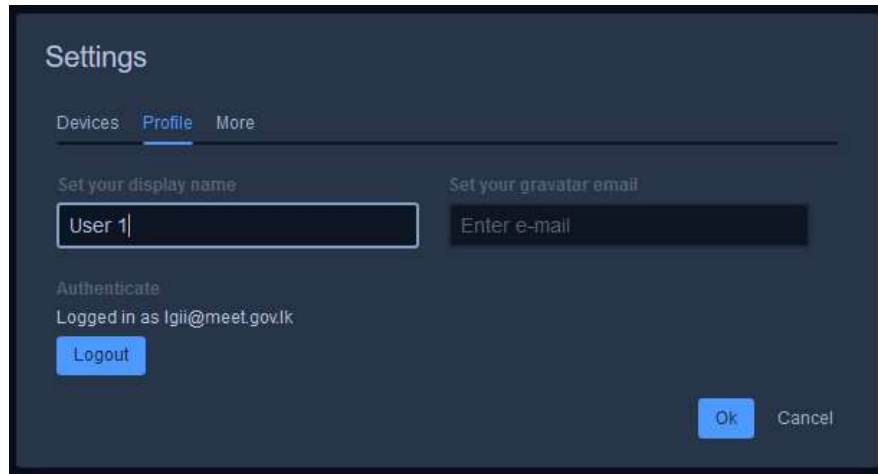 Settings
Devices Profile More
Set your display name Set your gravatar email
User 1 Enter e-mail
Authenticate
Logged in as lgii@meet.gov.lk
Logout
Ok Cancel